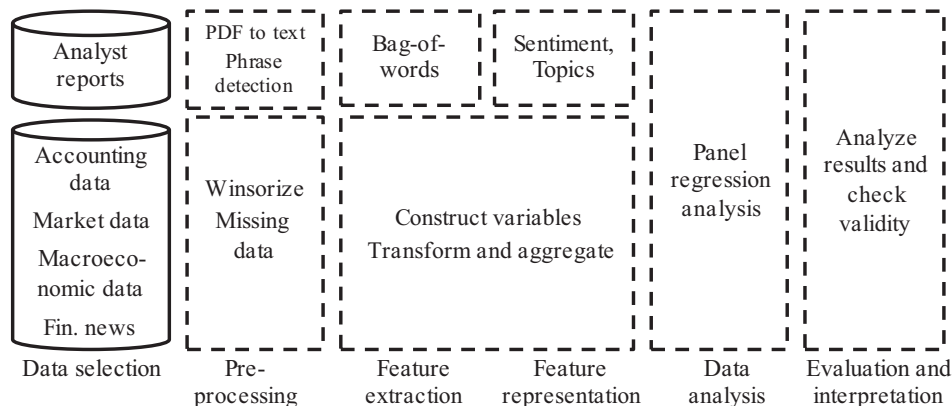 Analyst
reports
PDF to text
Phrase
detection
Bag-of-
words
Sentiment,
Topics
Accounting
data
Market data
Macroeco-
nomic data
Fin. news
Winsorize
Missing
data
Construct variables
Transform and aggregate
Panel
regression
analysis
Analyze
results and
check
validity
Data selection
Pre-
processing
Feature
extraction
Feature
representation
Data
analysis
Evaluation and
interpretation